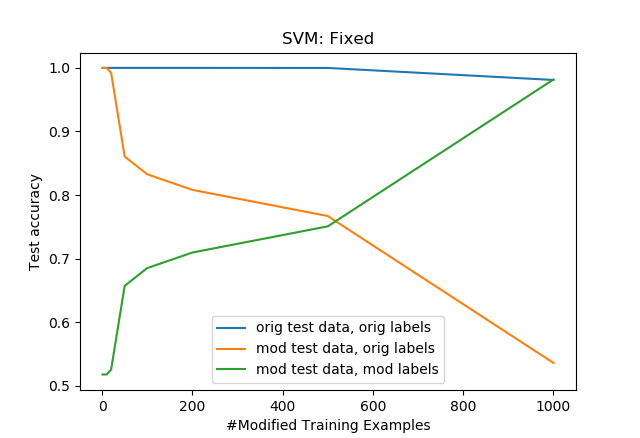 SVM: Fixed
1.0
0.9
0.8
0.7
0.6
0.5
Test accuracy
orig test data, orig labels
mod test data, orig labels
mod test data, mod labels
0 200 400 600 800 1000
#Modified Training Examples